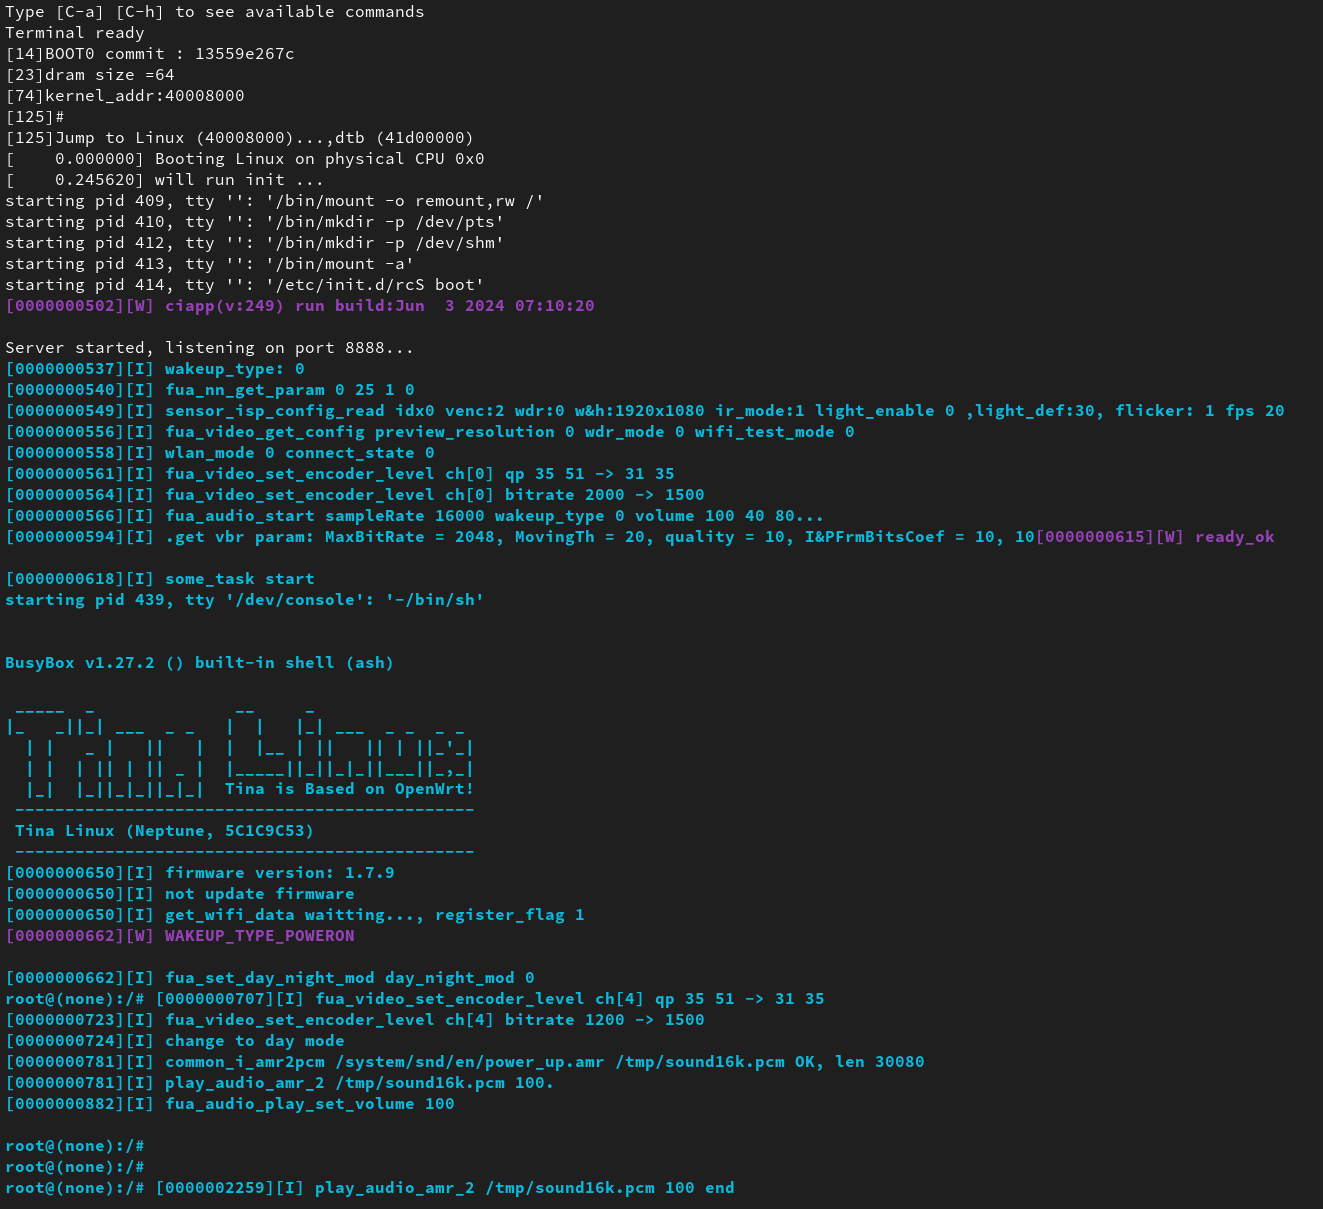 Type [C-a] [C-h] to see available commands
Terminal ready
[14]BOOT0 commit : 13559e267c
[23]dram size =64
[74]kernel_addr:40008000
[125]#
[125]Jump to Linux (40008000)...,dtb (41d00000)
[    0.000000] Booting Linux on physical CPU 0x0
[    0.245620] will run init ...
starting pid 409, tty '': '/bin/mount -o remount,rw /'
starting pid 410, tty '': '/bin/mkdir -p /dev/pts'
starting pid 412, tty '': '/bin/mkdir -p /dev/shm'
starting pid 413, tty '': '/bin/mount -a'
starting pid 414, tty '': '/etc/init.d/rcS boot'
[0000000502][W] ciapp(v:249) run build:Jun  3 2024 07:10:20
Server started, listening on port 8888...
[0000000537][I] wakeup_type: 0
[0000000540][I] fua_nn_get_param 0 25 1 0
[0000000549][I] sensor_isp_config_read idx0 venc:2 wdr:0 w&h:1920x1080 ir_mode:1 light_enable 0 ,light_def:30, flicker: 1 fps 20
[0000000556][I] fua_video_get_config preview_resolution 0 wdr_mode 0 wifi_test_mode 0
[0000000558][I] wlan_mode 0 connect_state 0
[0000000561][I] fua_video_set_encoder_level ch[0] qp 35 51 -> 31 35
[0000000564][I] fua_video_set_encoder_level ch[0] bitrate 2000 -> 1500
[0000000566][I] fua_audio_start sampleRate 16000 wakeup_type 0 volume 100 40 80...
[0000000594][I] .get vbr param: MaxBitRate = 2048, MovingTh = 20, quality = 10, I&PFrmBitsCoef = 10, 10[0000000615][W] ready_ok
[0000000618][I] some_task start
starting pid 439, tty '/dev/console': '-/bin/sh'
BusyBox v1.27.2 () built-in shell (ash)
 _____  _              __     _
|_   _||_| ___  _ _   |  |   |_| ___  _ _  _ _
  | |   _ |   ||   |  |  |__ | ||   || | ||_'_|
  | |  | || | || _ |  |_____||_||_|_||___||_,_|
  |_|  |_||_|_||_|_|  Tina is Based on OpenWrt!
 ----------------------------------------------
 Tina Linux (Neptune, 5C1C9C53)
 ----------------------------------------------
[0000000650][I] firmware version: 1.7.9
[0000000650][I] not update firmware
[0000000650][I] get_wifi_data waitting..., register_flag 1
[0000000662][W] WAKEUP_TYPE_POWERON
[0000000662][I] fua_set_day_night_mod day_night_mod 0
root@(none):/# [0000000707][I] fua_video_set_encoder_level ch[4] qp 35 51 -> 31 35
[0000000723][I] fua_video_set_encoder_level ch[4] bitrate 1200 -> 1500
[0000000724][I] change to day mode
[0000000781][I] common_i_amr2pcm /system/snd/en/power_up.amr /tmp/sound16k.pcm OK, len 30080
[0000000781][I] play_audio_amr_2 /tmp/sound16k.pcm 100.
[0000000882][I] fua_audio_play_set_volume 100
root@(none):/#
root@(none):/#
root@(none):/# [0000002259][I] play_audio_amr_2 /tmp/sound16k.pcm 100 end